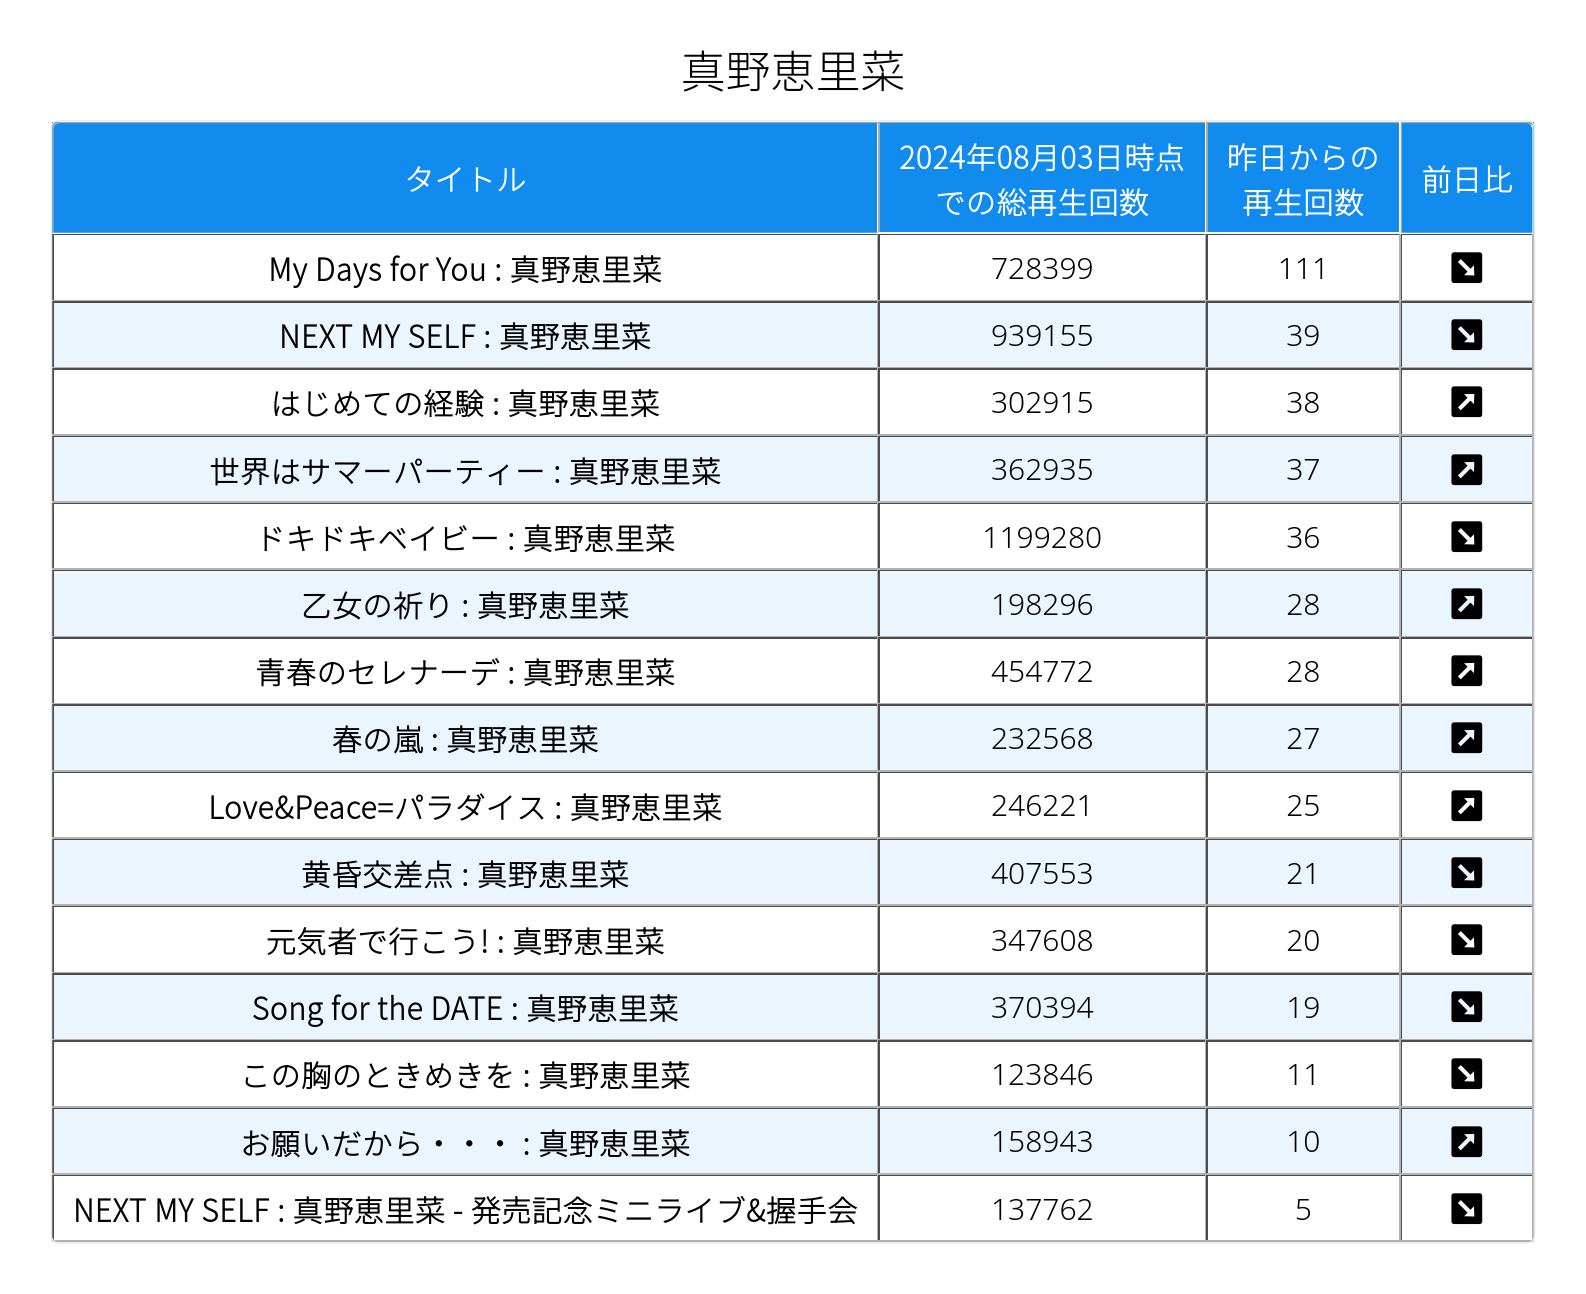 真野恵里菜
タイトル 2024年08月03日時点での総再生回数 昨日からの再生回数 前日比
My Days for You : 真野恵里菜 728399 111 ↘
NEXT MY SELF : 真野恵里菜 939155 39 ↘
はじめての経験 : 真野恵里菜 302915 38 ↗
世界はサマーパーティー : 真野恵里菜 362935 37 ↗
ドキドキベイビー : 真野恵里菜 1199280 36 ↘
乙女の祈り : 真野恵里菜 198296 28 ↗
青春のセレナーデ : 真野恵里菜 454772 28 ↗
春の嵐 : 真野恵里菜 232568 27 ↗
Love&Peace=パラダイス : 真野恵里菜 246221 25 ↗
黄昏交差点 : 真野恵里菜 407553 21 ↘
元気者で行こう! : 真野恵里菜 347608 20 ↘
Song for the DATE : 真野恵里菜 370394 19 ↘
この胸のときめきを : 真野恵里菜 123846 11 ↘
お願いだから・・・ : 真野恵里菜 158943 10 ↗
NEXT MY SELF : 真野恵里菜 - 発売記念ミニライブ&握手会 137762 5 ↘